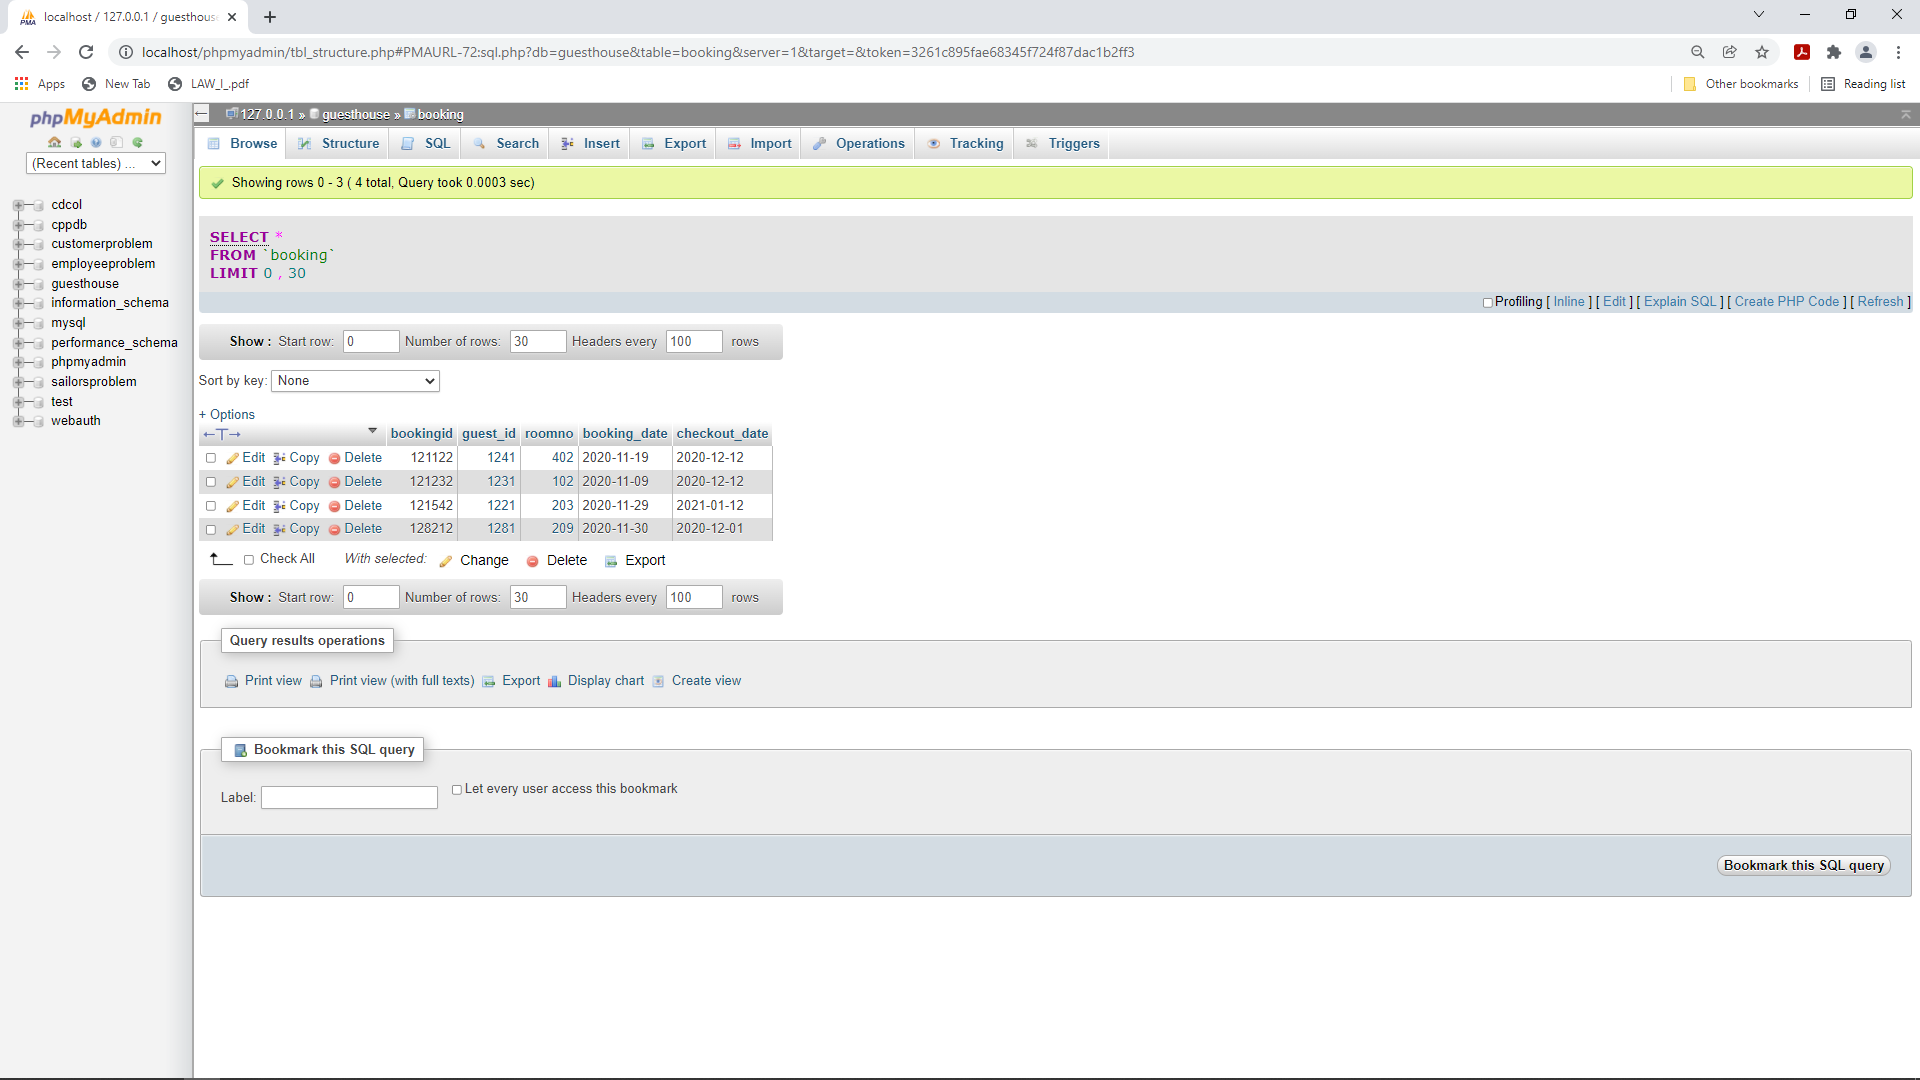 localhost / 127.0.0.1 / guesthous
localhost/phpmyadmin/tbl_structure.php#PMAURL-72:sql.php?db=guesthouse&table=booking&server=1&target=&token=3261c895fae68345f724f87dac1b2ff3
Apps New Tab LAW_I_.pdf Other bookmarks Reading list
phpMyAdmin
(Recent tables) ...
cdcol
cppdb
customerproblem
employeeproblem
guesthouse
information_schema
mysql
performance_schema
phpmyadmin
sailorsproblem
test
webauth
127.0.0.1 » guesthouse » booking
Browse Structure SQL Search Insert Export Import Operations Tracking Triggers
Showing rows 0 - 3 ( 4 total, Query took 0.0003 sec)
SELECT *
FROM `booking`
LIMIT 0 , 30
Profiling [ Inline ] [ Edit ] [ Explain SQL ] [ Create PHP Code ] [ Refresh ]
Show : Start row: 0 Number of rows: 30 Headers every 100 rows
Sort by key: None
+ Options
←T→ bookingid guest_id roomno booking_date checkout_date
Edit Copy Delete 121122 1241 402 2020-11-19 2020-12-12
Edit Copy Delete 121232 1231 102 2020-11-09 2020-12-12
Edit Copy Delete 121542 1221 203 2020-11-29 2021-01-12
Edit Copy Delete 128212 1281 209 2020-11-30 2020-12-01
Check All With selected: Change Delete Export
Show : Start row: 0 Number of rows: 30 Headers every 100 rows
Query results operations
Print view Print view (with full texts) Export Display chart Create view
Bookmark this SQL query
Label: Let every user access this bookmark
Bookmark this SQL query